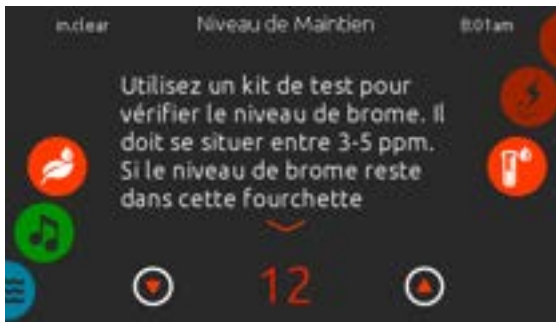 in.clear Niveau de Maintien 8:01am
Utilisez un kit de test pour
vérifier le niveau de brome. Il
doit se situer entre 3-5 ppm.
Si le niveau de brome reste
dans cette fourchette
12